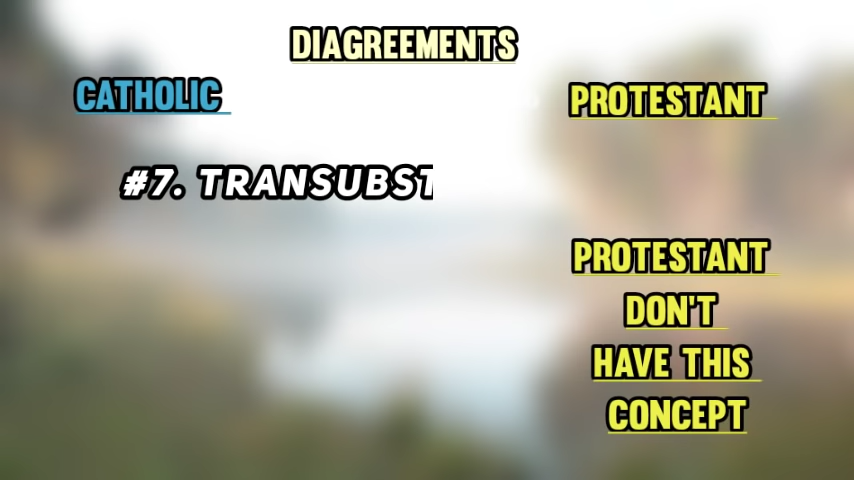 DIAGREEMENTS
CATHOLIC
PROTESTANT
#7. TRANSUBST
PROTESTANT
DON'T
HAVE THIS
CONCEPT